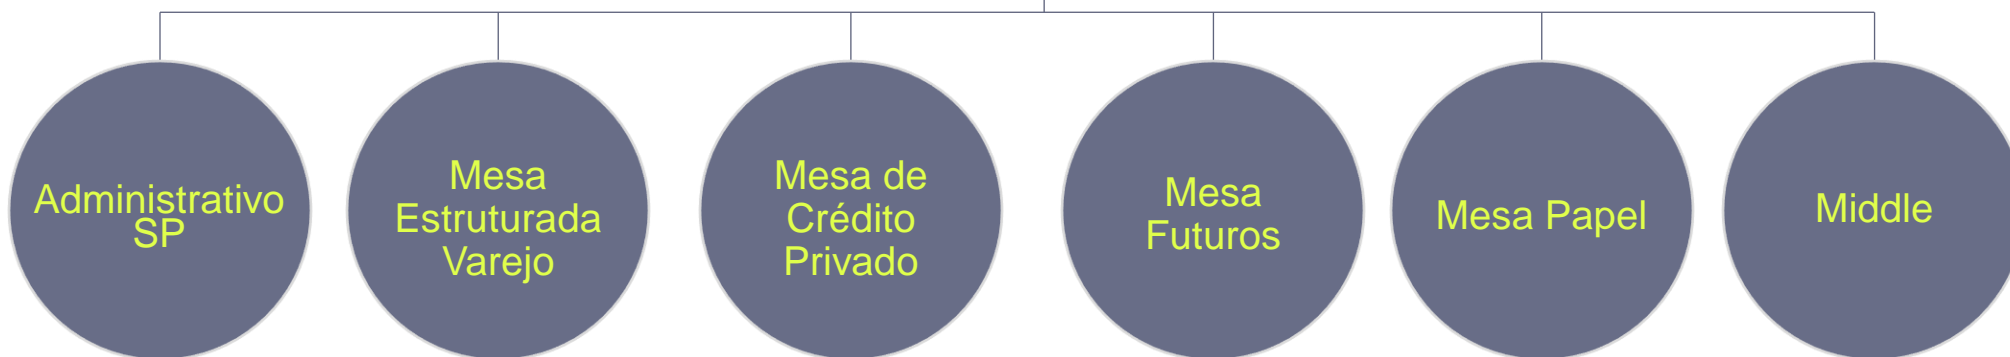 Administrativo
SP
Mesa
Estruturada
Varejo
Mesa de
Crédito
Privado
Mesa
Futuros
Mesa Papel
Middle